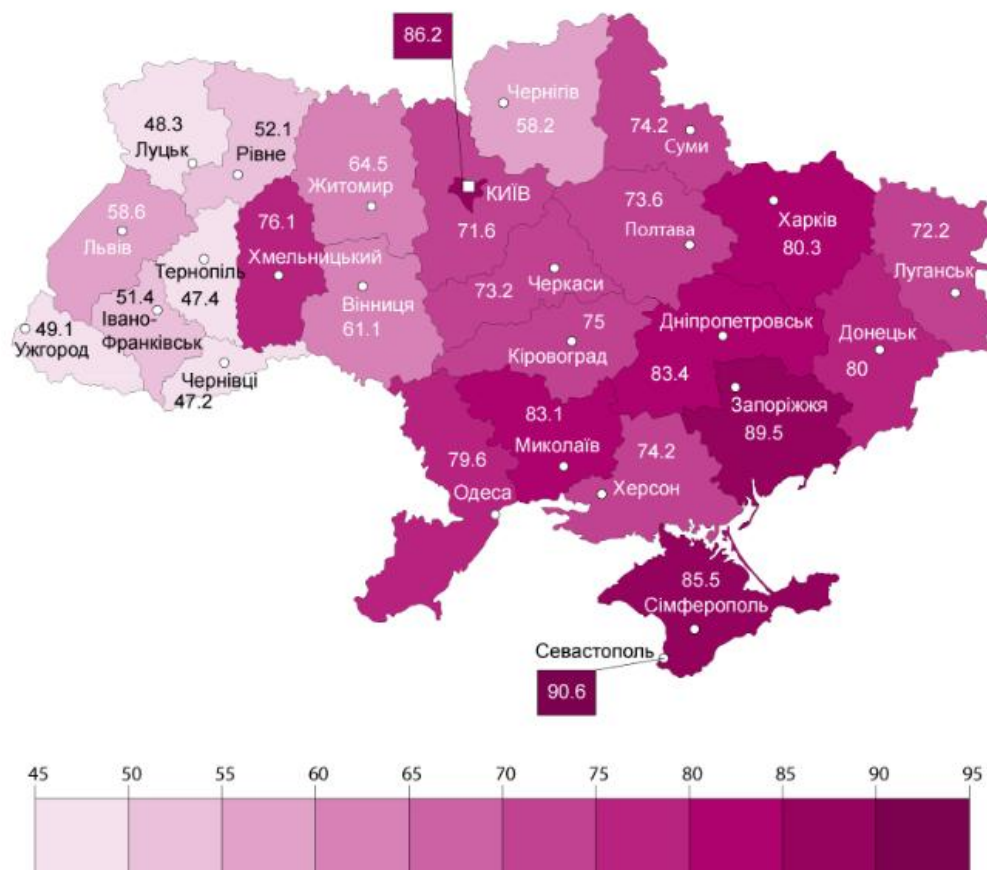 86.2
Чернігів
58.2
48.3
Луцьк
52.1
Рівне
64.5
Житомир
74.2
Суми
КИЇВ
71.6
58.6
Львів
76.1
Хмельницький
73.6
Полтава
Харків
80.3
72.2
Луганськ
Тернопіль
47.4
51.4
Івано-
Франківськ
Вінниця
61.1
Черкаси
73.2
75
Кіровоград
Дніпропетровськ
83.4
Донецьк
80
49.1
Ужгород
Чернівці
47.2
Запоріжжя
89.5
83.1
Миколаїв
79.6
Одеса
74.2
Херсон
85.5
Сімферополь
Севастополь
90.6
45 50 55 60 65 70 75 80 85 90 95